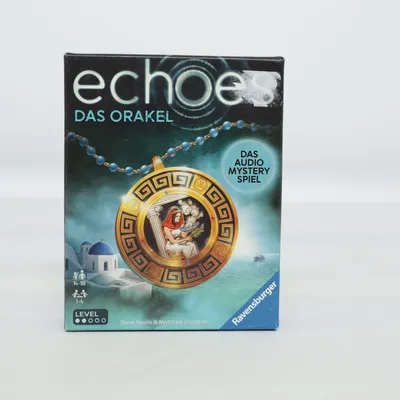 echoes
DAS ORAKEL
DAS
AUDIO
MYSTERY
SPIEL
LEVEL
Ravensburger